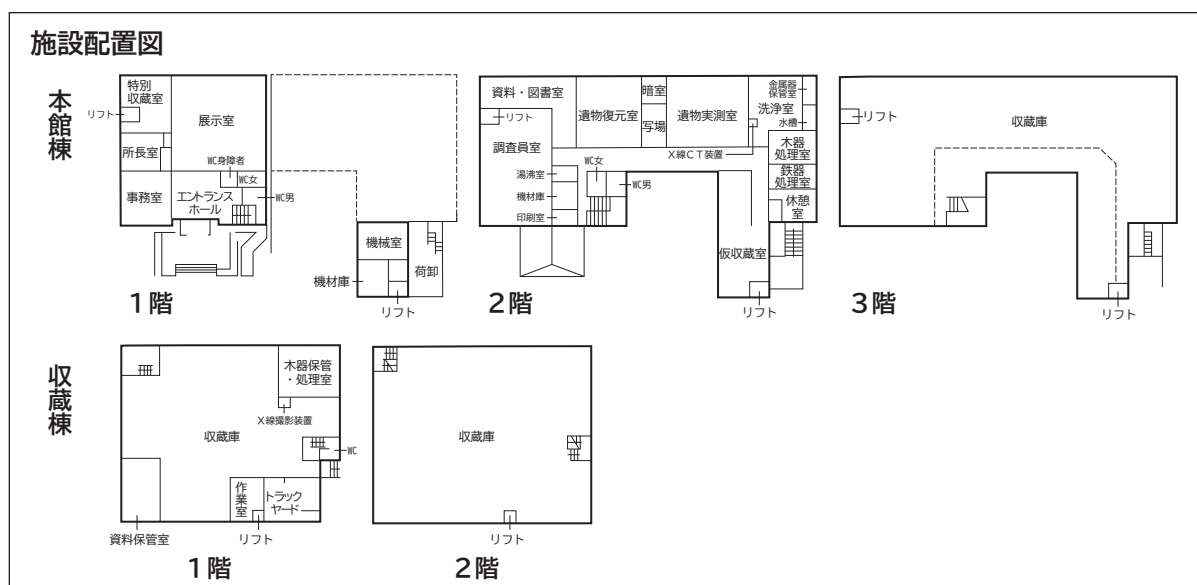 施設配置図
本館棟
特別
収蔵室
リフト
展示室
所長室
WC身障者
WC女
事務室
エントランス
ホール
WC男
機械室
荷卸
機材庫
リフト
1階
資料・図書室
暗室
金属器
保管室
洗浄室
リフト
遺物復元室
遺物実測室
水槽
写場
調査員室
X線CT装置
木器
処理室
WC女
湯沸室
鉄器
処理室
WC男
機材庫
休憩
室
印刷室
仮収蔵室
リフト
2階
リフト
収蔵庫
リフト
3階
収蔵棟
木器保管
・処理室
X線撮影装置
収蔵庫
WC
作業室
トラック
ヤード
資料保管室
リフト
1階
収蔵庫
リフト
2階